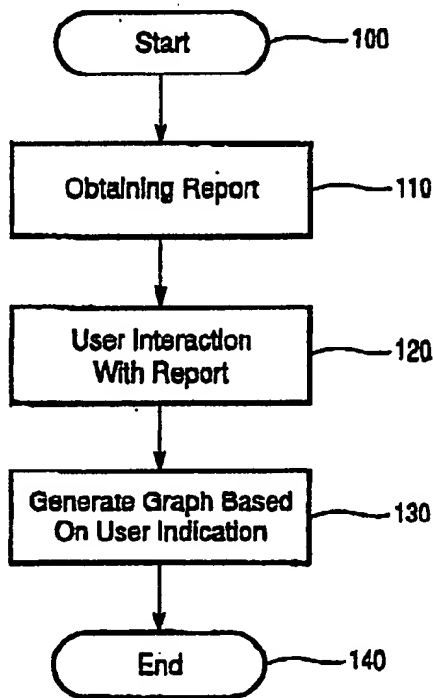 Start
100
Obtaining Report
110
User Interaction
With Report
120
Generate Graph Based
On User Indication
130
End
140